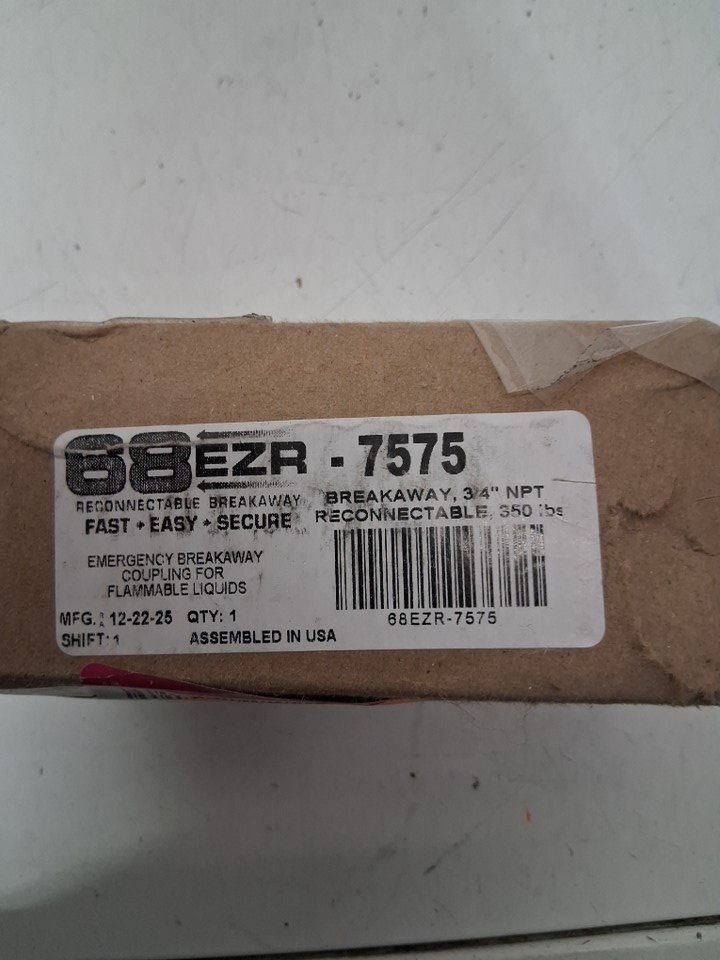 68EZR - 7575
RECONNECTABLE BREAKAWAY
FAST + EASY + SECURE
BREAKAWAY, 3/4" NPT
RECONNECTABLE, 350 lbs
EMERGENCY BREAKAWAY
COUPLING FOR
FLAMMABLE LIQUIDS
MFG.: 12-22-25 QTY: 1
SHIFT: 1 ASSEMBLED IN USA
68EZR-7575